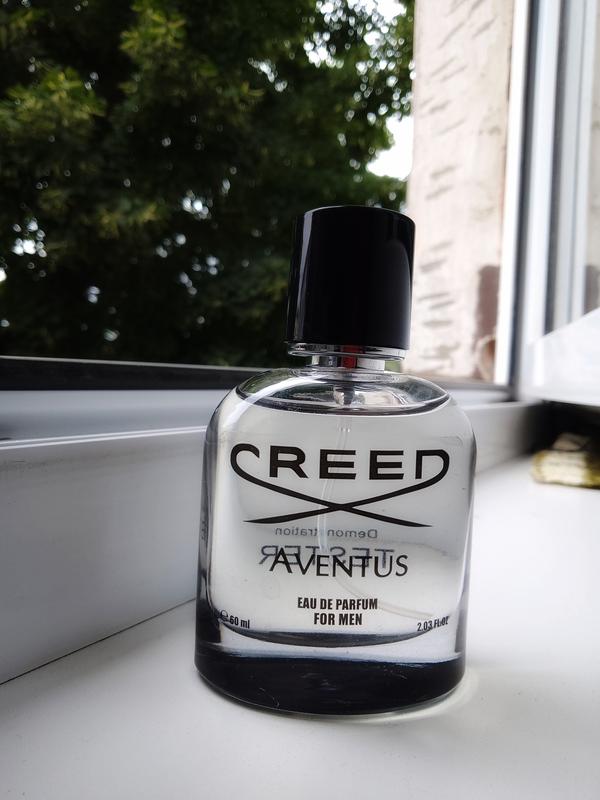 CREED
Demonstration
TESTER
AVENTUS
EAU DE PARFUM
FOR MEN
℮ 60 ml 2.03 Fl.oz